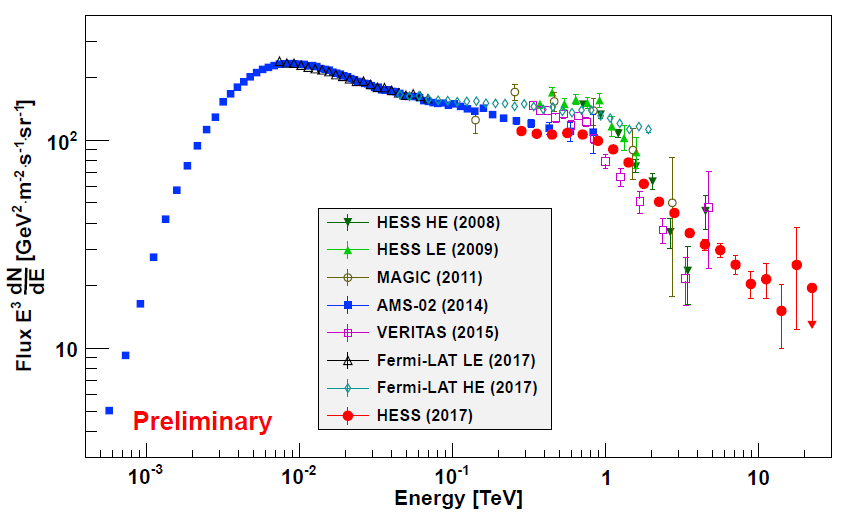 Flux E³ dN/dE [GeV²·m⁻²·s⁻¹·sr⁻¹]
10²
10
HESS HE (2008)
HESS LE (2009)
MAGIC (2011)
AMS-02 (2014)
VERITAS (2015)
Fermi-LAT LE (2017)
Fermi-LAT HE (2017)
HESS (2017)
Preliminary
10⁻³
10⁻²
10⁻¹
1
10
Energy [TeV]